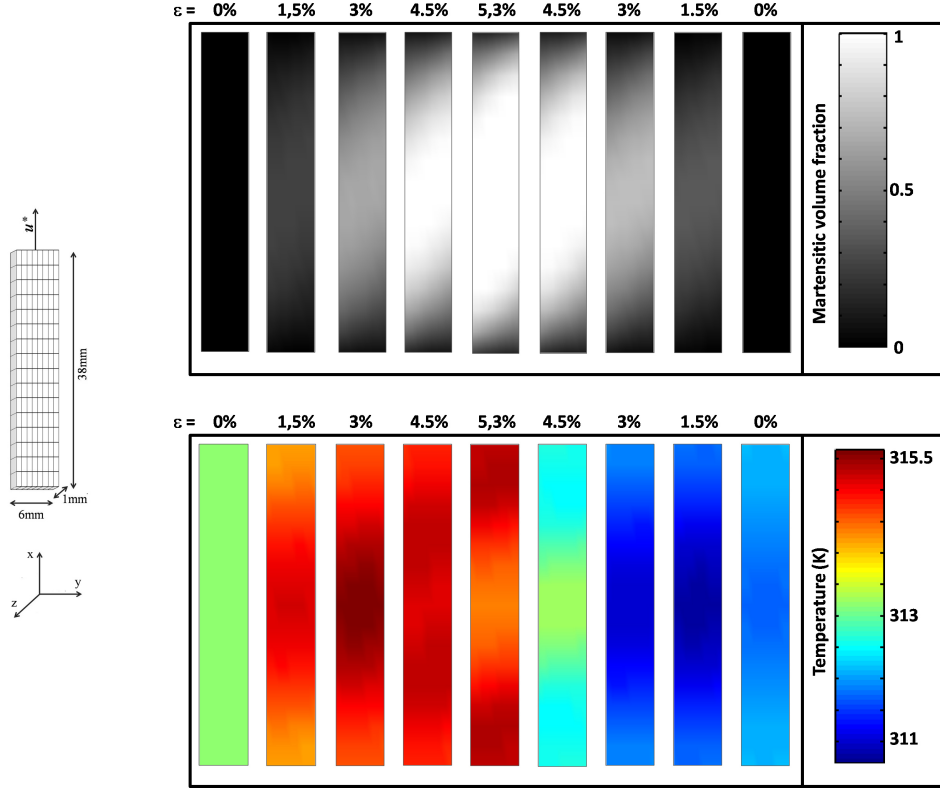 ε = 0% 1,5% 3% 4.5% 5,3% 4.5% 3% 1.5% 0%
1
0.5
0
Martensitic volume fraction
u*
38mm
1mm
6mm
x
y
z
ε = 0% 1,5% 3% 4.5% 5,3% 4.5% 3% 1.5% 0%
315.5
313
311
Temperature (K)